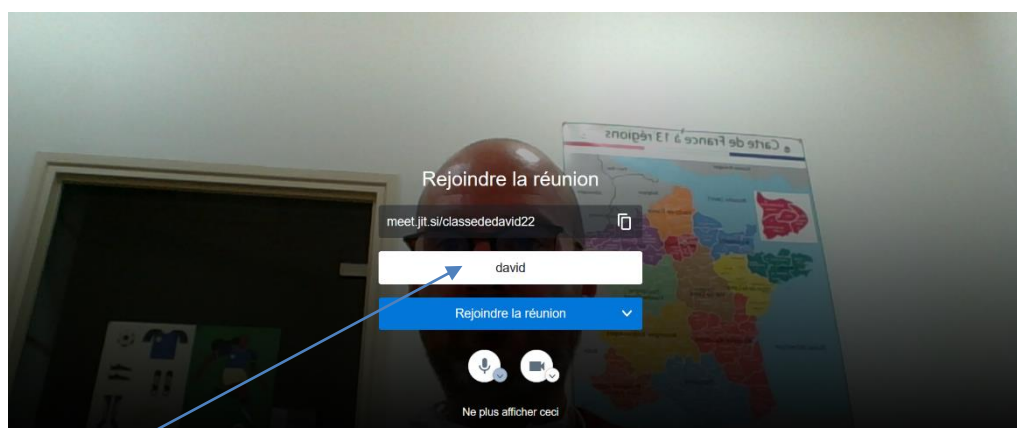 Carte de France à 13 régions
Rejoindre la réunion
meet.jit.si/classededavid22
david
Rejoindre la réunion
Ne plus afficher ceci